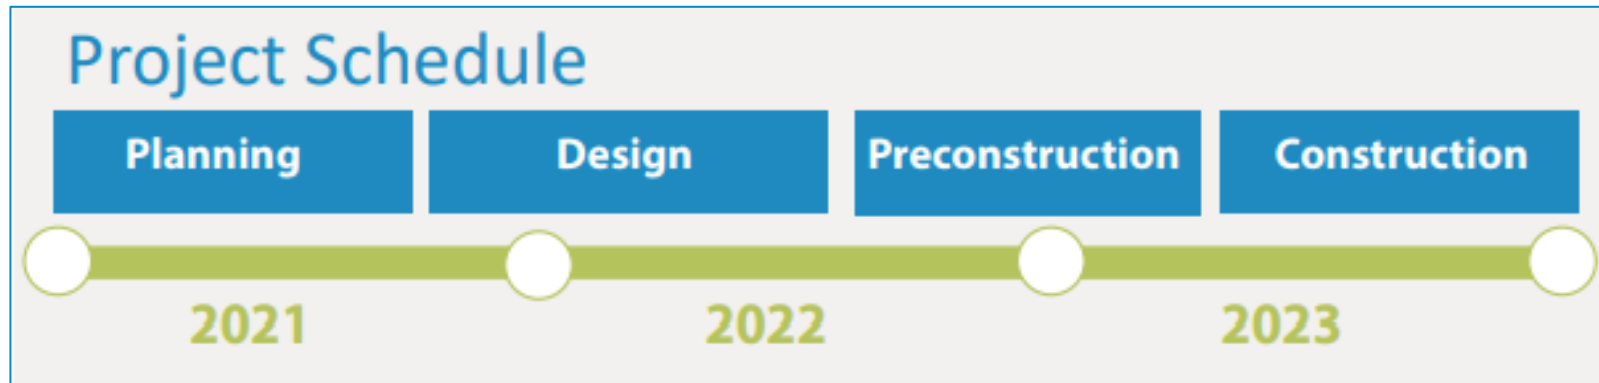 Project Schedule
Planning Design Preconstruction Construction
2021 2022 2023